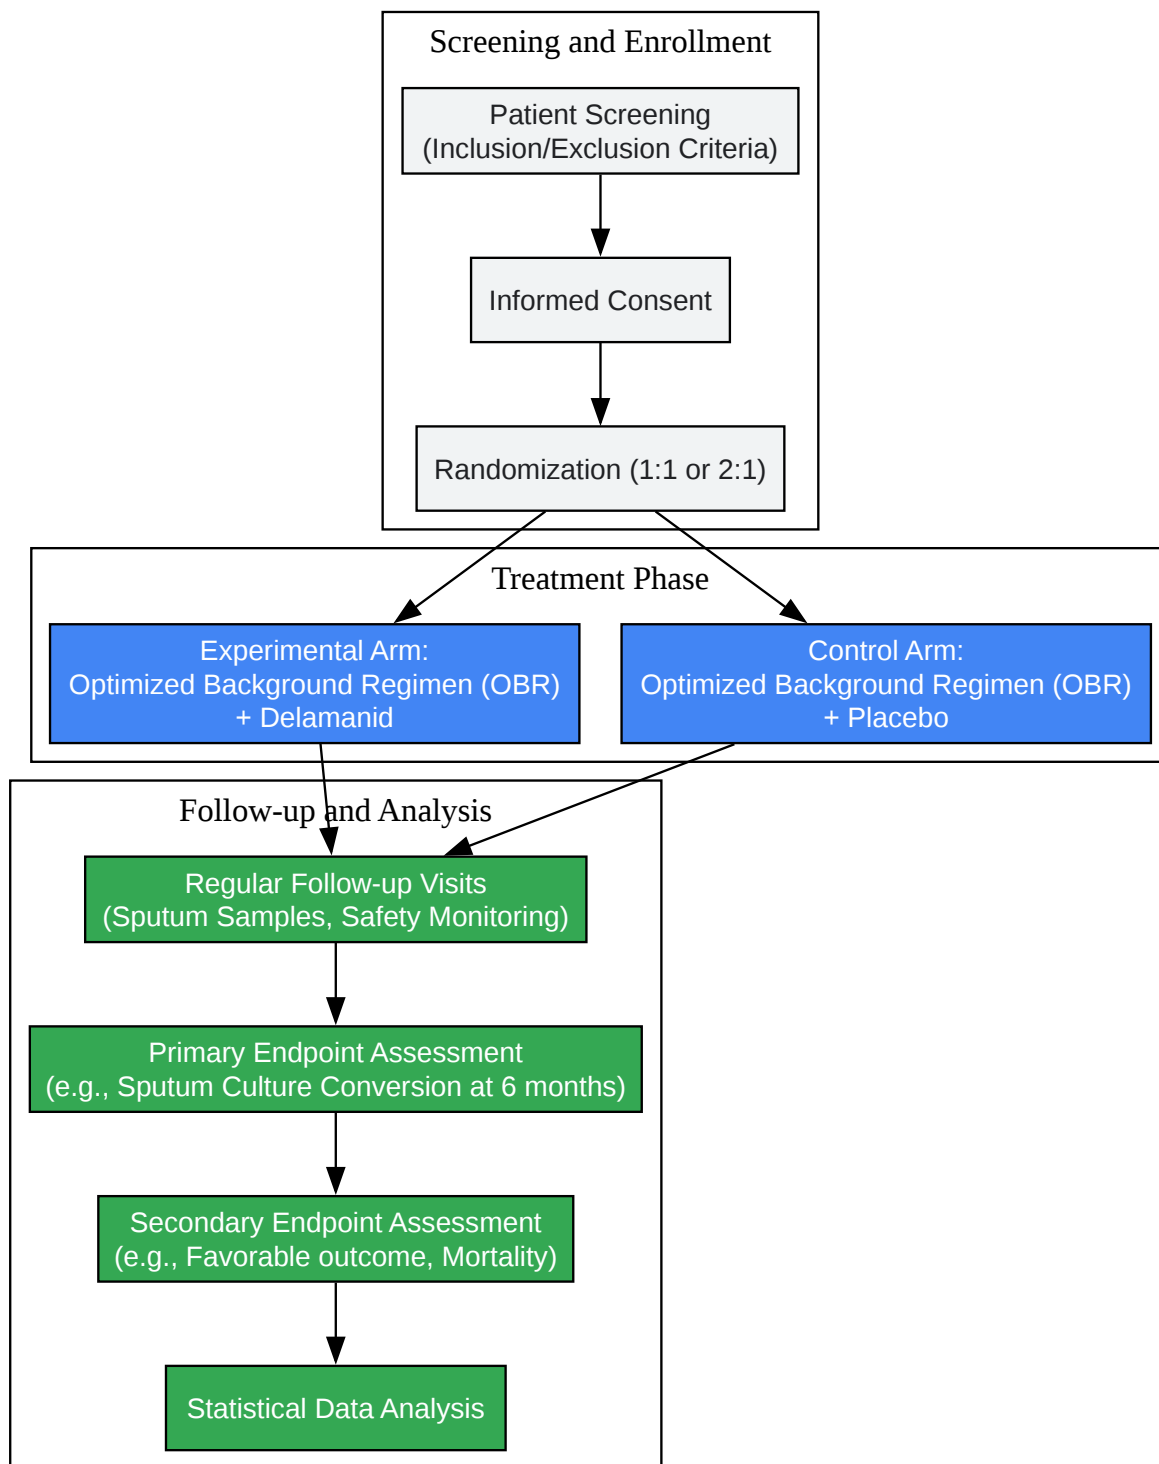 Screening and Enrollment
Patient Screening
(Inclusion/Exclusion Criteria)
Informed Consent
Randomization (1:1 or 2:1)
Treatment Phase
Experimental Arm:
Optimized Background Regimen (OBR)
+ Delamanid
Control Arm:
Optimized Background Regimen (OBR)
+ Placebo
Follow-up and Analysis
Regular Follow-up Visits
(Sputum Samples, Safety Monitoring)
Primary Endpoint Assessment
(e.g., Sputum Culture Conversion at 6 months)
Secondary Endpoint Assessment
(e.g., Favorable outcome, Mortality)
Statistical Data Analysis